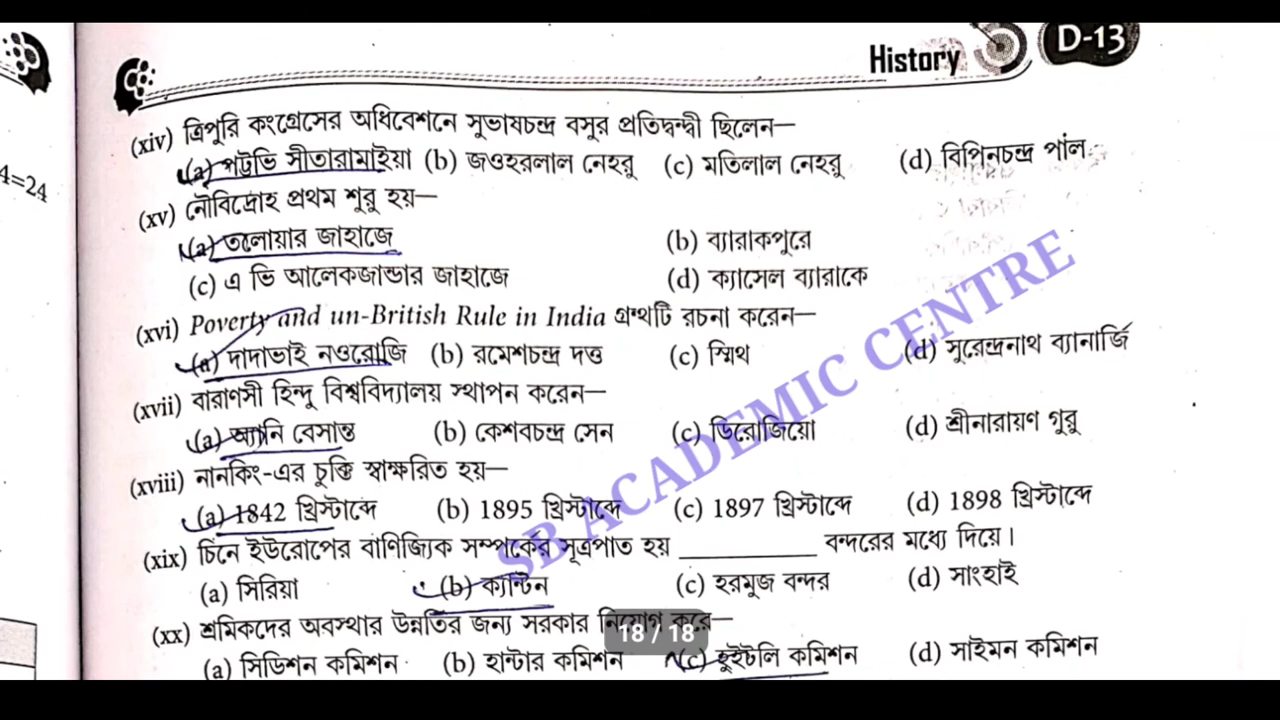 History
D-13
4=24
(xiv) ত্রিপুরি কংগ্রেসের অধিবেশনে সুভাষচন্দ্র বসুর প্রতিদ্বন্দ্বী ছিলেন—
(a) পট্টভি সীতারামাইয়া (b) জওহরলাল নেহরু (c) মতিলাল নেহরু (d) বিপিনচন্দ্র পাল
(xv) নৌবিদ্রোহ প্রথম শুরু হয়—
(a) তলোয়ার জাহাজে (b) ব্যারাকপুরে
(c) এ ভি আলেকজান্ডার জাহাজে (d) ক্যাসেল ব্যারাকে
(xvi) Poverty and un-British Rule in India গ্রন্থটি রচনা করেন—
(a) দাদাভাই নওরোজি (b) রমেশচন্দ্র দত্ত (c) স্মিথ (d) সুরেন্দ্রনাথ ব্যানার্জি
(xvii) বারাণসী হিন্দু বিশ্ববিদ্যালয় স্থাপন করেন—
(a) অ্যানি বেসান্ত (b) কেশবচন্দ্র সেন (c) ডিরোজিয়ো (d) শ্রীনারায়ণ গুরু
(xviii) নানকিং-এর চুক্তি স্বাক্ষরিত হয়—
(a) 1842 খ্রিস্টাব্দে (b) 1895 খ্রিস্টাব্দে (c) 1897 খ্রিস্টাব্দে (d) 1898 খ্রিস্টাব্দে
(xix) চিনে ইউরোপের বাণিজ্যিক সম্পর্কের সূত্রপাত হয় __________ বন্দরের মধ্যে দিয়ে।
(a) সিরিয়া (b) ক্যান্টন (c) হরমুজ বন্দর (d) সাংহাই
(xx) শ্রমিকদের অবস্থার উন্নতির জন্য সরকার নিয়োগ করে—
(a) সিডিশন কমিশন (b) হান্টার কমিশন (c) হুইটলি কমিশন (d) সাইমন কমিশন
SB ACADEMIC CENTRE
18 / 18